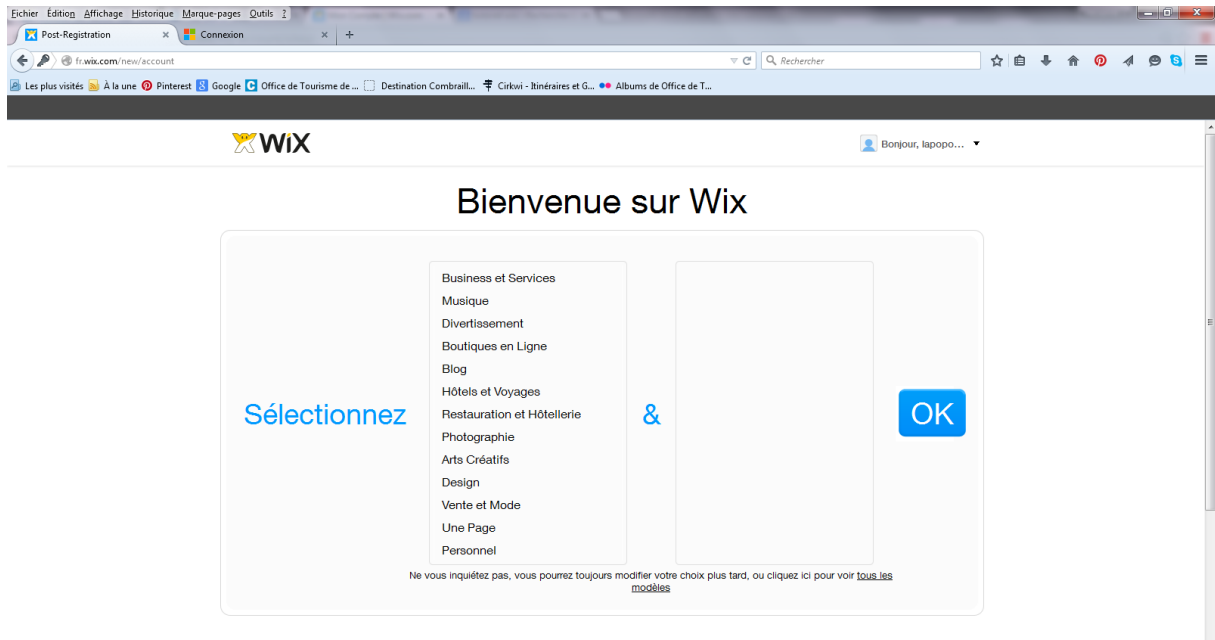 Fichier Édition Affichage Historique Marque-pages Outils ?
Post-Registration × Connexion × +
fr.wix.com/new/account Rechercher
Les plus visités À la une Pinterest Google Office de Tourisme de ... Destination Combraill... Cirkwi - Itinéraires et G... Albums de Office de T...
WiX Bonjour, lapopo...
Bienvenue sur Wix
Sélectionnez
Business et Services
Musique
Divertissement
Boutiques en Ligne
Blog
Hôtels et Voyages
Restauration et Hôtellerie
Photographie
Arts Créatifs
Design
Vente et Mode
Une Page
Personnel
&
OK
Ne vous inquiétez pas, vous pourrez toujours modifier votre choix plus tard, ou cliquez ici pour voir tous les
modèles